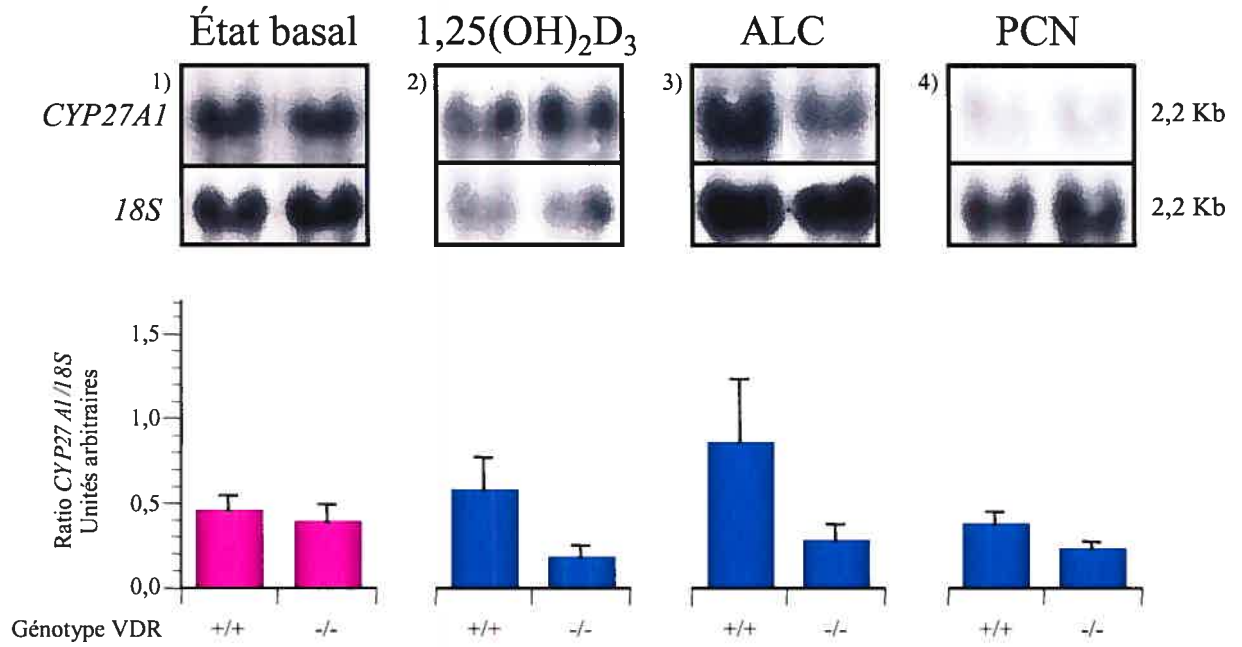 État basal 1,25(OH)₂D₃ ALC PCN
1) 2) 3) 4)
CYP27A1 2,2 Kb
18S 2,2 Kb
Ratio CYP27A1/18S
Unités arbitraires
1,5
1,0
0,5
0,0
Génotype VDR +/+ -/- +/+ -/- +/+ -/- +/+ -/-